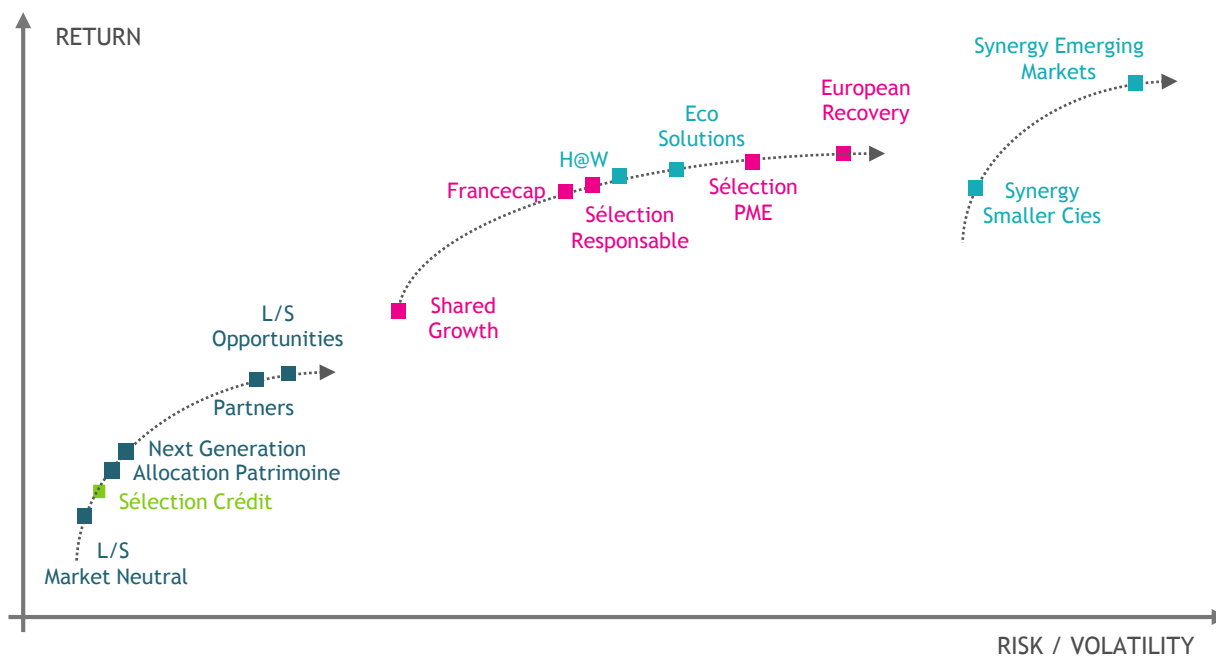 RETURN
Synergy Emerging
Markets
European
Recovery
Eco
Solutions
H@W
Francecap
Sélection
Responsable
Sélection
PME
Synergy
Smaller Cies
Shared
Growth
L/S
Opportunities
Partners
Next Generation
Allocation Patrimoine
Sélection Crédit
L/S
Market Neutral
RISK / VOLATILITY